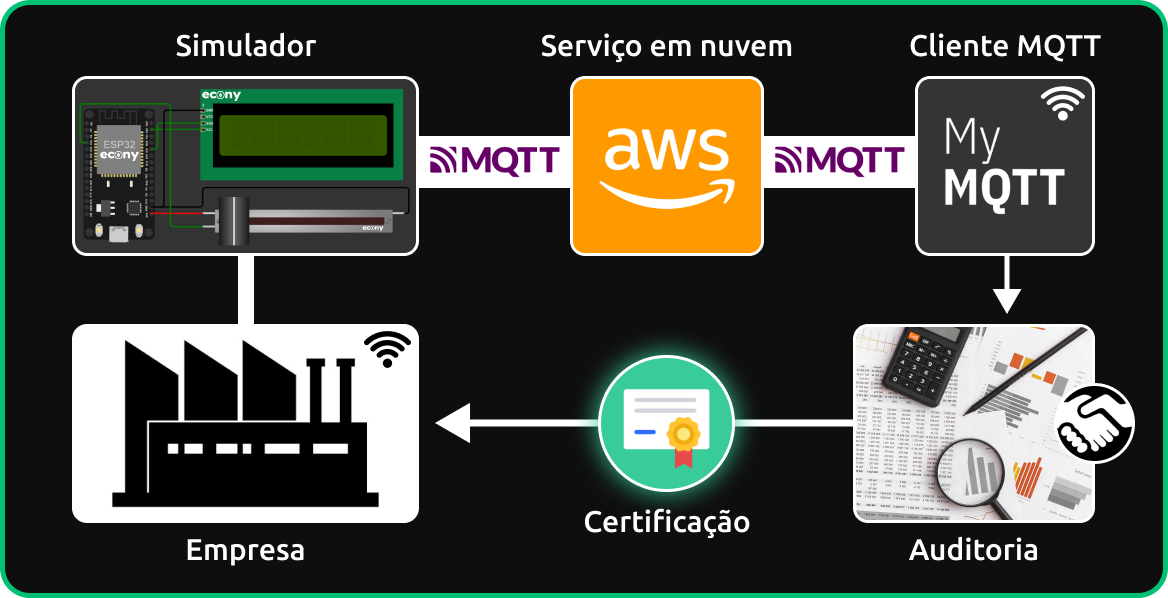 Simulador
Serviço em nuvem
Cliente MQTT
econy
ESP32
econy
MQTT
aws
MQTT
My
MQTT
econy
Certificação
Empresa
Auditoria